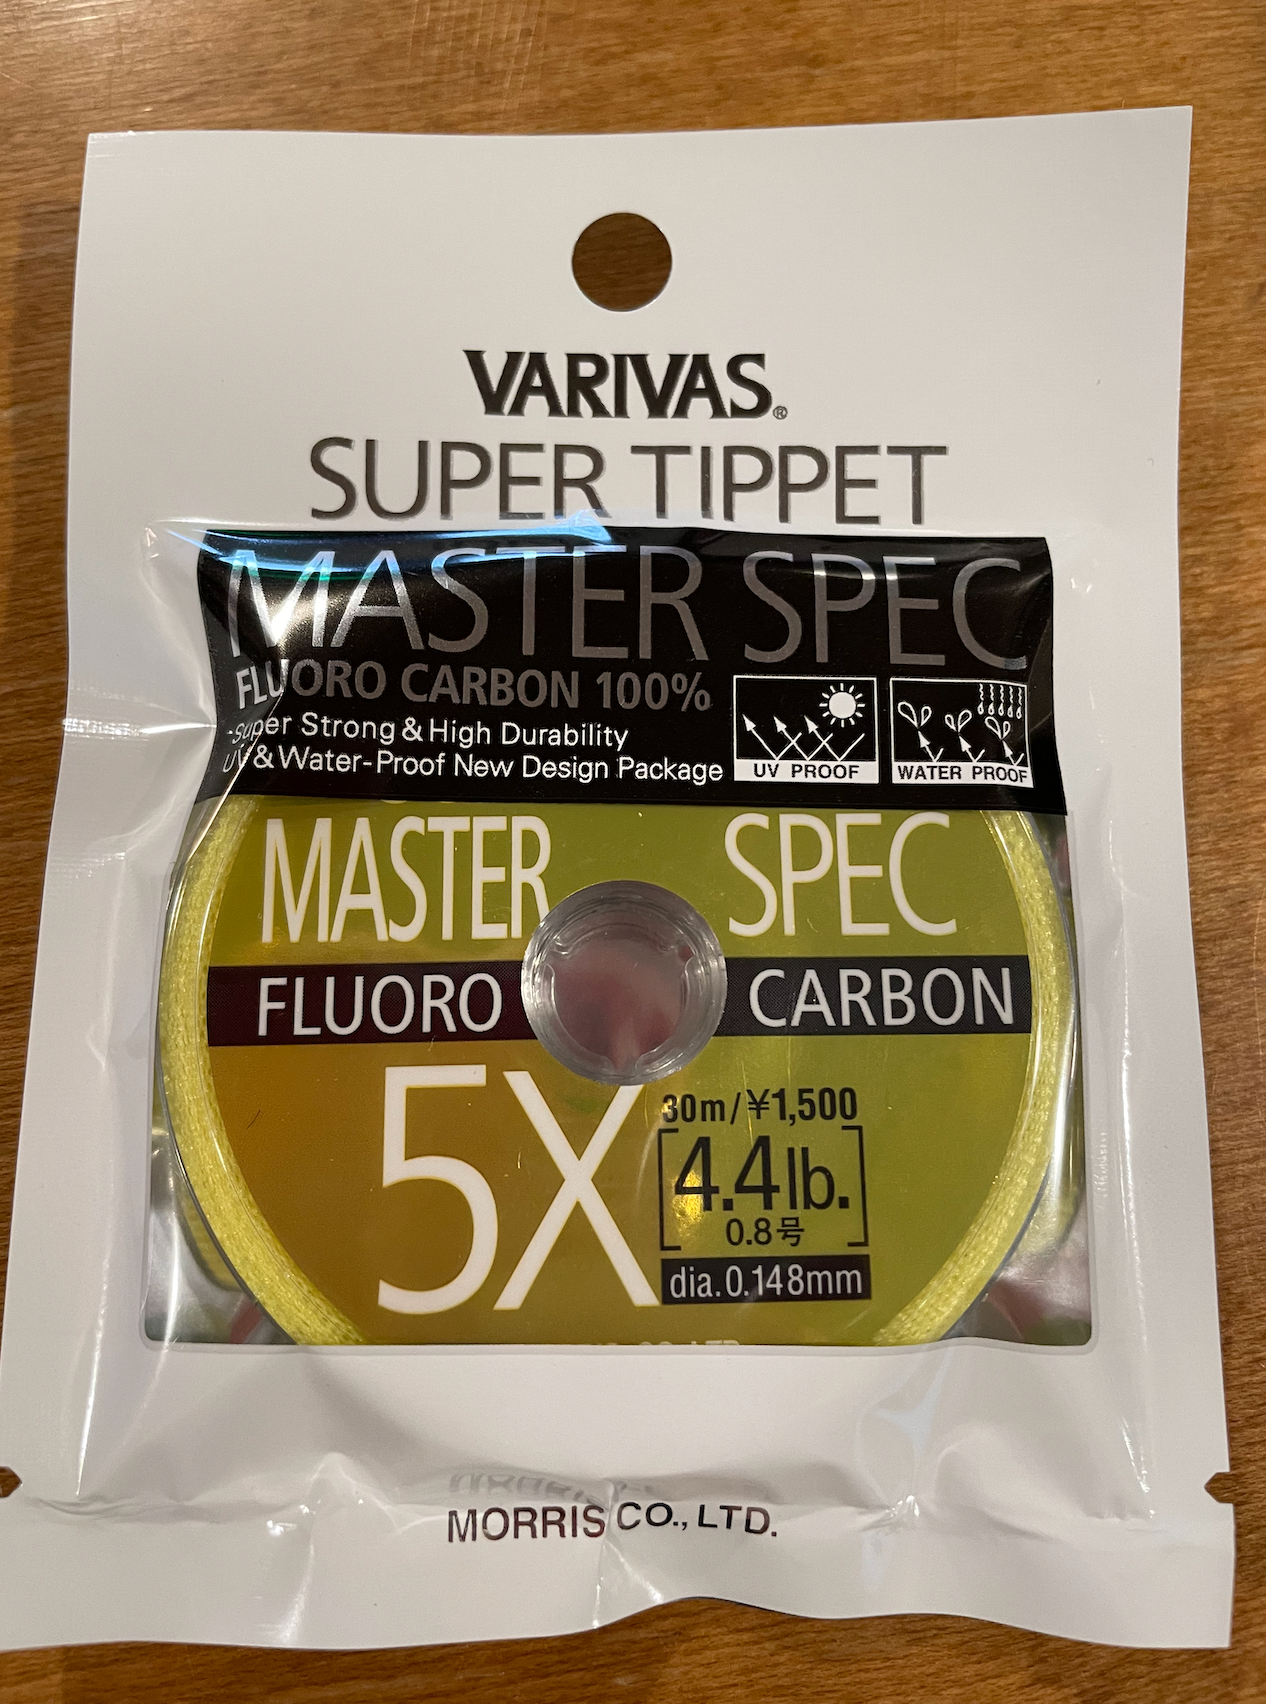 VARIVAS®
SUPER TIPPET
MASTER SPEC
FLUORO CARBON 100%
-Super Strong & High Durability
UV & Water-Proof New Design Package
UV PROOF
WATER PROOF
MASTER SPEC
FLUORO CARBON
5X
30m/¥1,500
4.4lb.
0.8号
dia.0.148mm
MORRIS CO., LTD.